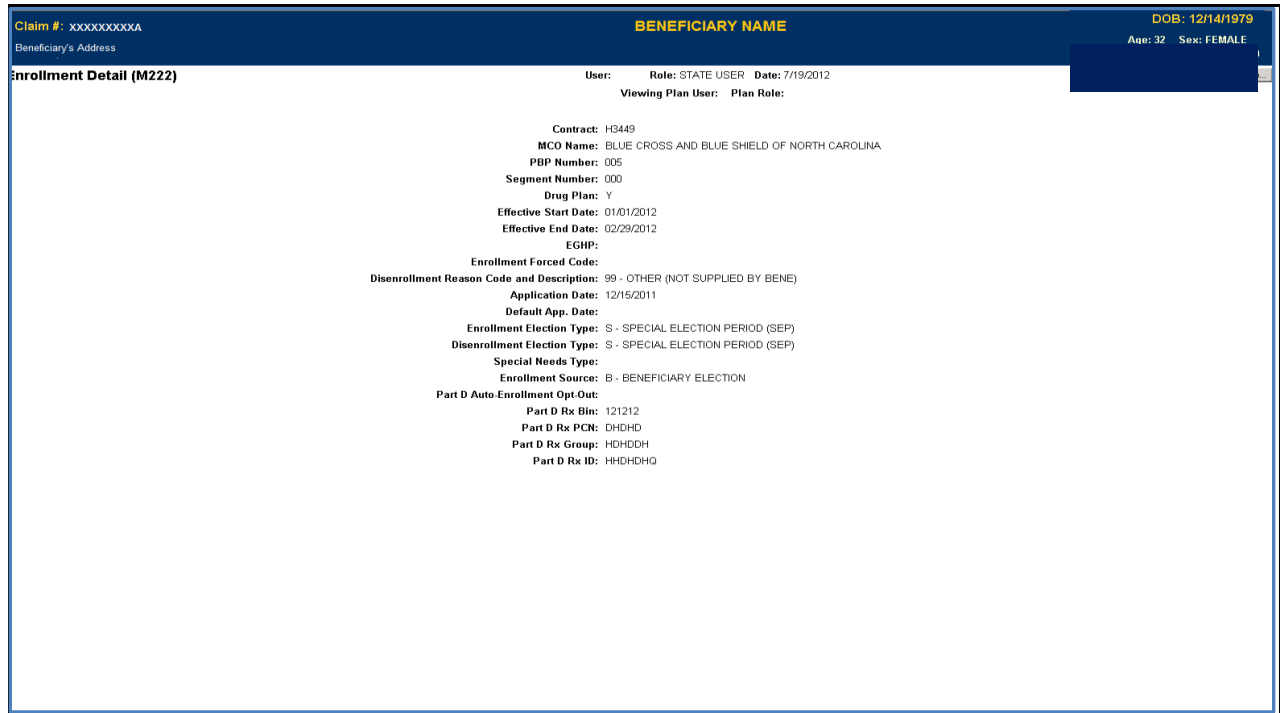 Claim #: XXXXXXXXXA
BENEFICIARY NAME
DOB: 12/14/1979
Beneficiary's Address
Age: 32 Sex: FEMALE
Enrollment Detail (M222)
User: Role: STATE USER Date: 7/19/2012
Viewing Plan User: Plan Role:
Contract: H3449
MCO Name: BLUE CROSS AND BLUE SHIELD OF NORTH CAROLINA
PBP Number: 005
Segment Number: 000
Drug Plan: Y
Effective Start Date: 01/01/2012
Effective End Date: 02/29/2012
EGHP:
Enrollment Forced Code:
Disenrollment Reason Code and Description: 99 - OTHER (NOT SUPPLIED BY BENE)
Application Date: 12/15/2011
Default App. Date:
Enrollment Election Type: S - SPECIAL ELECTION PERIOD (SEP)
Disenrollment Election Type: S - SPECIAL ELECTION PERIOD (SEP)
Special Needs Type:
Enrollment Source: B - BENEFICIARY ELECTION
Part D Auto-Enrollment Opt-Out:
Part D Rx Bin: 121212
Part D Rx PCN: DHDHD
Part D Rx Group: HDHDDH
Part D Rx ID: HHDHDHQ